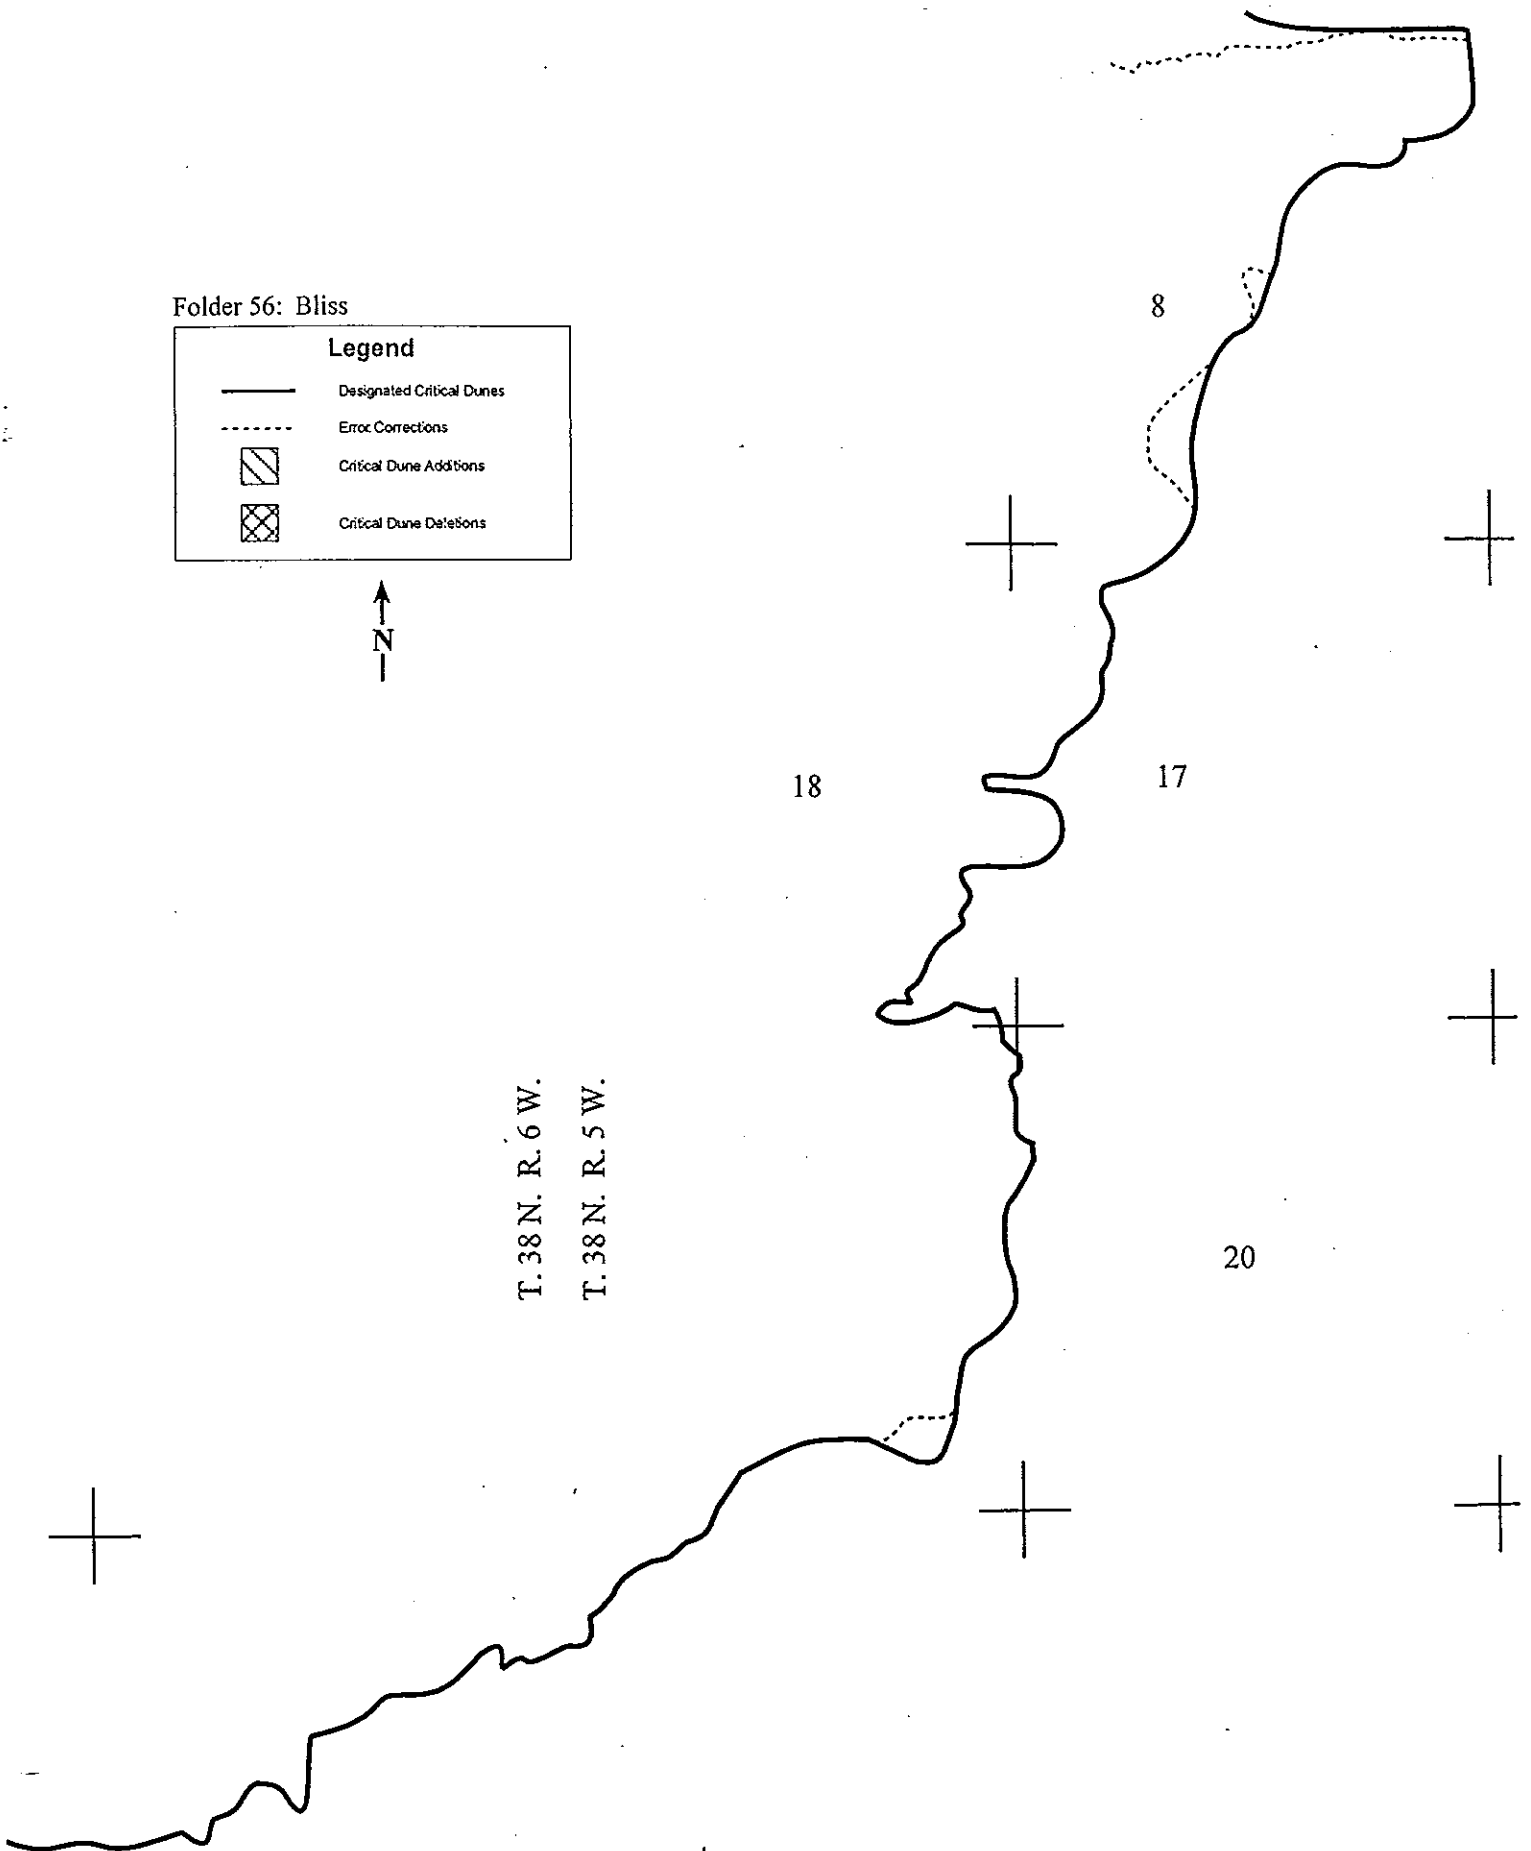 Folder 56: Bliss
Legend
Designated Critical Dunes
Error Corrections
Critical Dune Additions
Critical Dune Deletions
N
8
18
17
T. 38 N. R. 6 W.
T. 38 N. R. 5 W.
20